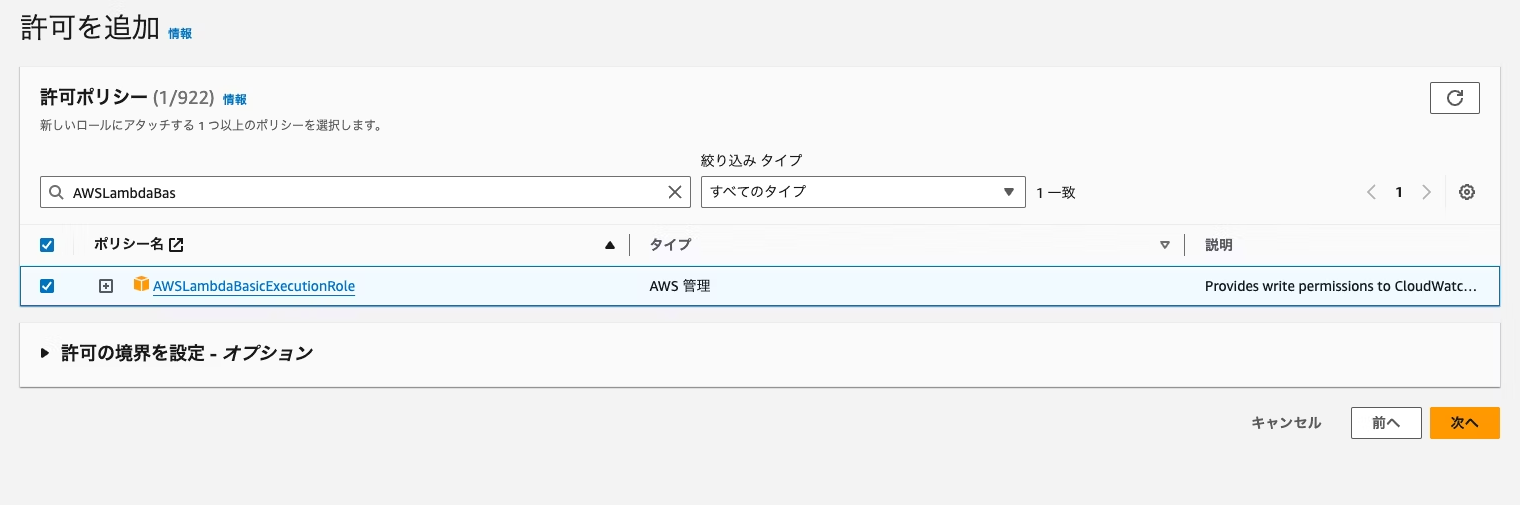 許可を追加 情報
許可ポリシー (1/922) 情報
新しいロールにアタッチする 1 つ以上のポリシーを選択します。
絞り込み タイプ
AWSLambdaBas すべてのタイプ 1 一致 1
ポリシー名 タイプ 説明
AWSLambdaBasicExecutionRole AWS 管理 Provides write permissions to CloudWatc...
許可の境界を設定 - オプション
キャンセル 前へ 次へ